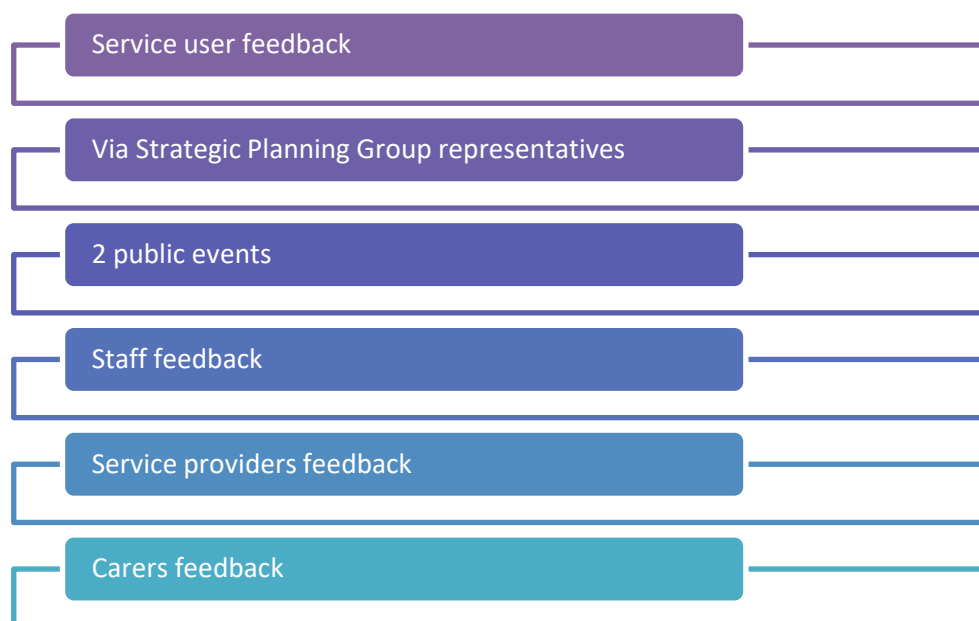 Service user feedback
Via Strategic Planning Group representatives
2 public events
Staff feedback
Service providers feedback
Carers feedback